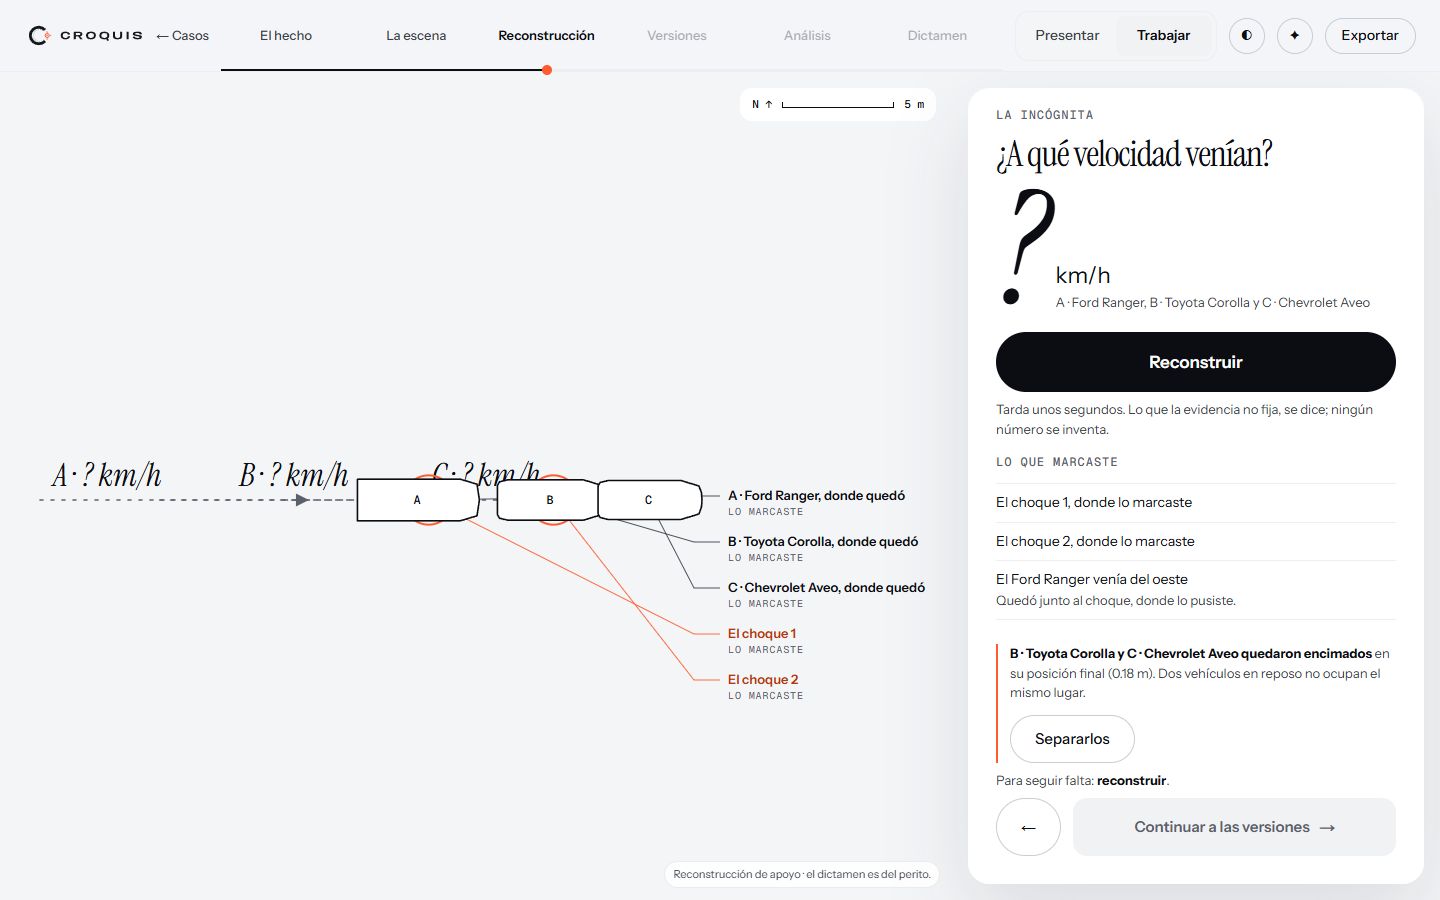 CROQUIS
← Casos
El hecho
La escena
Reconstrucción
Versiones
Análisis
Dictamen
Presentar
Trabajar
Exportar
N ↑ 5 m
A · ? km/h
B · ? km/h
C · ? km/h
A
B
C
A · Ford Ranger, donde quedó
LO MARCASTE
B · Toyota Corolla, donde quedó
LO MARCASTE
C · Chevrolet Aveo, donde quedó
LO MARCASTE
El choque 1
LO MARCASTE
El choque 2
LO MARCASTE
Reconstrucción de apoyo · el dictamen es del perito.
LA INCÓGNITA
¿A qué velocidad venían?
?
km/h
A · Ford Ranger, B · Toyota Corolla y C · Chevrolet Aveo
Reconstruir
Tarda unos segundos. Lo que la evidencia no fija, se dice; ningún
número se inventa.
LO QUE MARCASTE
El choque 1, donde lo marcaste
El choque 2, donde lo marcaste
El Ford Ranger venía del oeste
Quedó junto al choque, donde lo pusiste.
B · Toyota Corolla y C · Chevrolet Aveo quedaron encimados en
su posición final (0.18 m). Dos vehículos en reposo no ocupan el
mismo lugar.
Separarlos
Para seguir falta: reconstruir.
←
Continuar a las versiones →